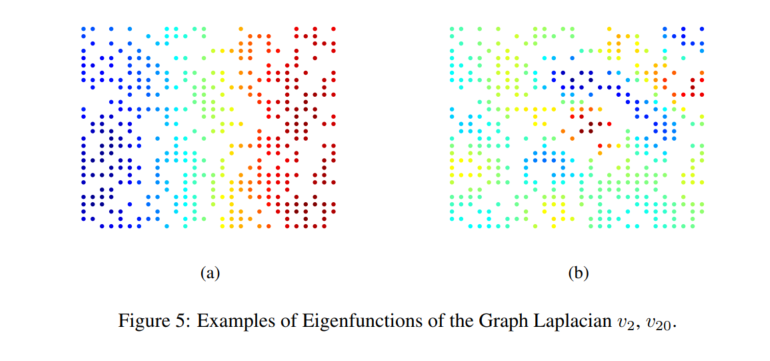 (a)
(b)
Figure 5: Examples of Eigenfunctions of the Graph Laplacian v₂, v₂₀.